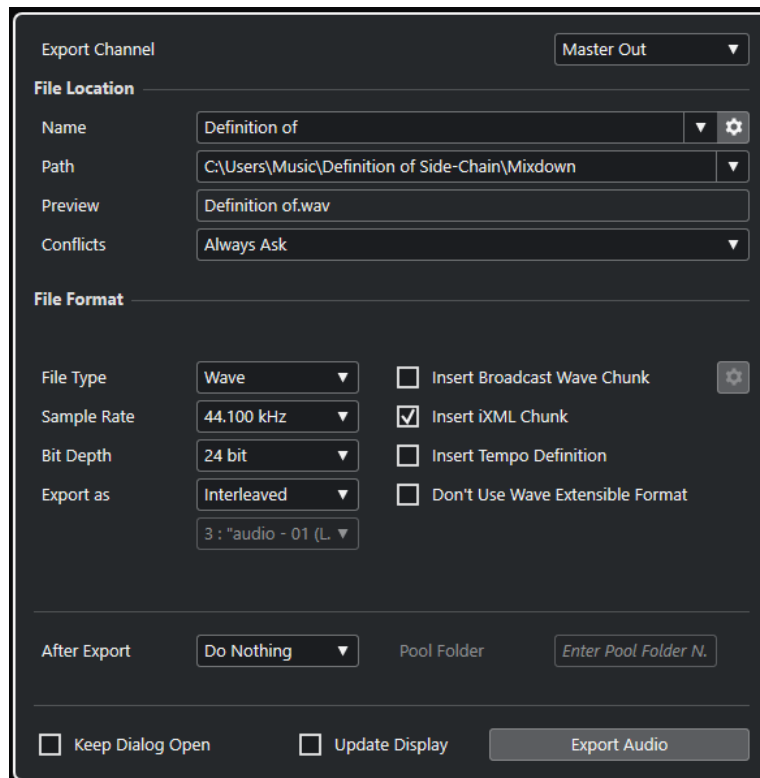 Export Channel Master Out
File Location
Name Definition of
Path C:\Users\Music\Definition of Side-Chain\Mixdown
Preview Definition of.wav
Conflicts Always Ask
File Format
File Type Wave Insert Broadcast Wave Chunk
Sample Rate 44.100 kHz Insert iXML Chunk
Bit Depth 24 bit Insert Tempo Definition
Export as Interleaved Don't Use Wave Extensible Format
3 : "audio - 01 (L.
After Export Do Nothing Pool Folder Enter Pool Folder N.
Keep Dialog Open Update Display Export Audio